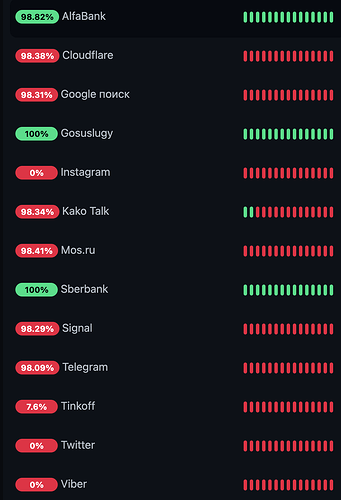 98.82% AlfaBank
98.38% Cloudflare
98.31% Google поиск
100% Gosuslugy
0% Instagram
98.34% Kako Talk
98.41% Mos.ru
100% Sberbank
98.29% Signal
98.09% Telegram
7.6% Tinkoff
0% Twitter
0% Viber